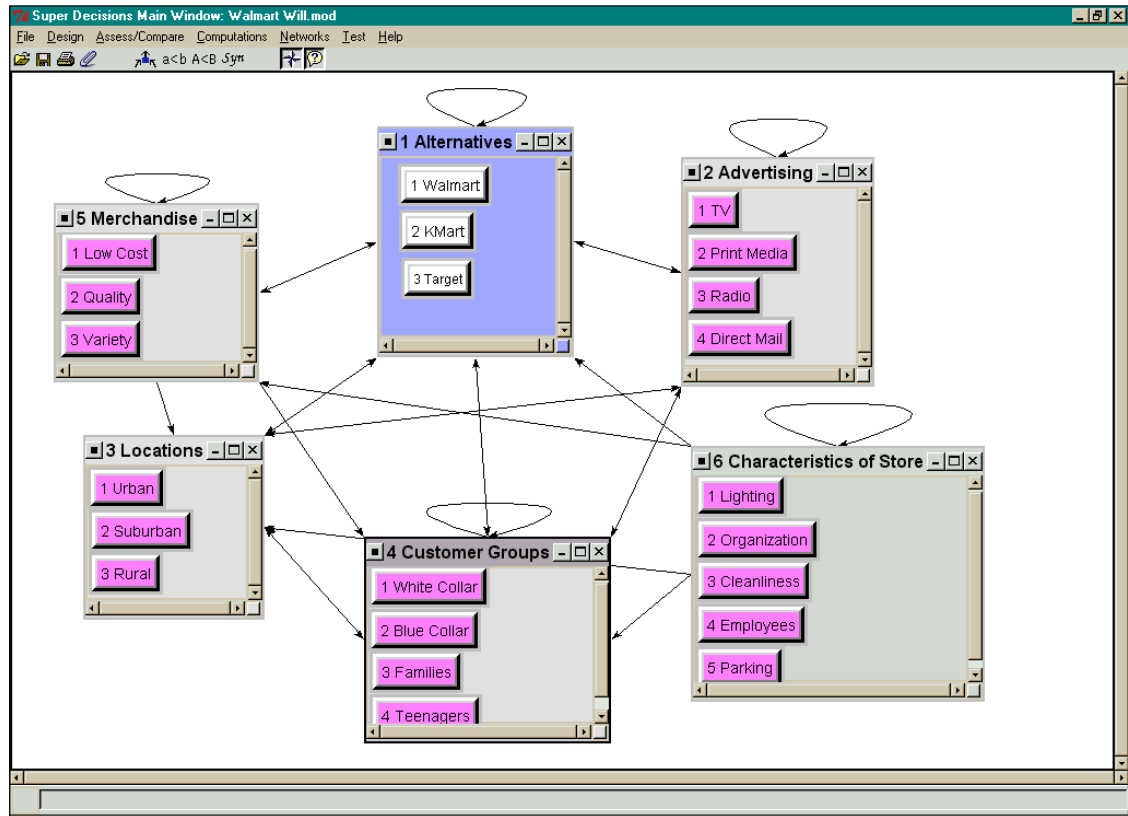 Super Decisions Main Window: Walmart Will.mod
File Design Assess/Compare Computations Networks Test Help
a<b A<B Syn
1 Alternatives
1 Walmart
2 KMart
3 Target
2 Advertising
1 TV
2 Print Media
3 Radio
4 Direct Mail
5 Merchandise
1 Low Cost
2 Quality
3 Variety
3 Locations
1 Urban
2 Suburban
3 Rural
4 Customer Groups
1 White Collar
2 Blue Collar
3 Families
4 Teenagers
6 Characteristics of Store
1 Lighting
2 Organization
3 Cleanliness
4 Employees
5 Parking